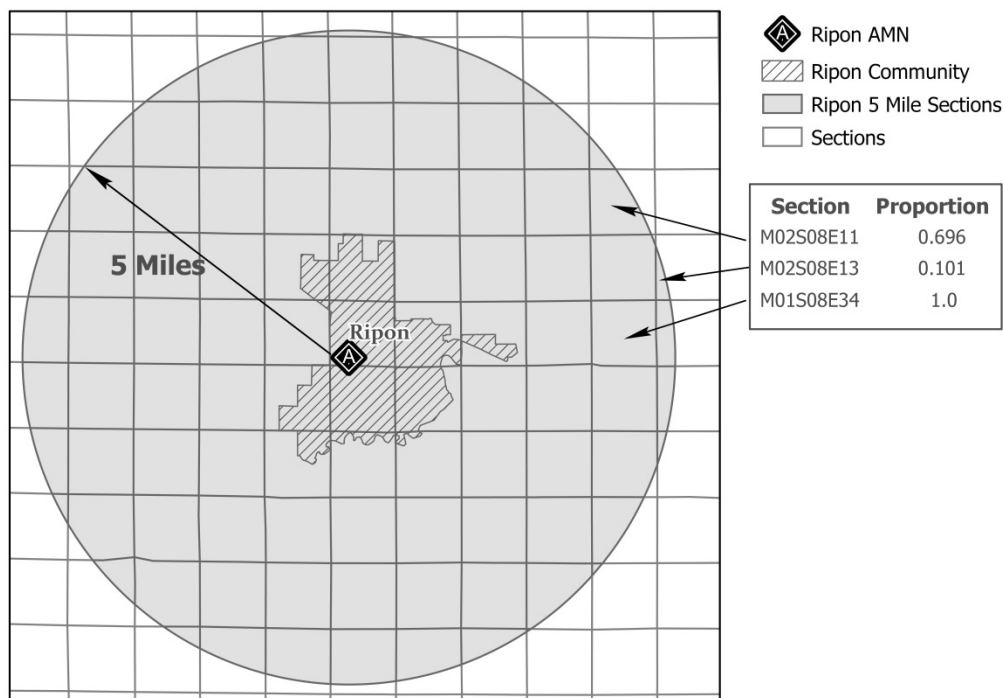 A Ripon AMN
Ripon Community
Ripon 5 Mile Sections
Sections
Section Proportion
M02S08E11 0.696
M02S08E13 0.101
M01S08E34 1.0
5 Miles
Ripon
A